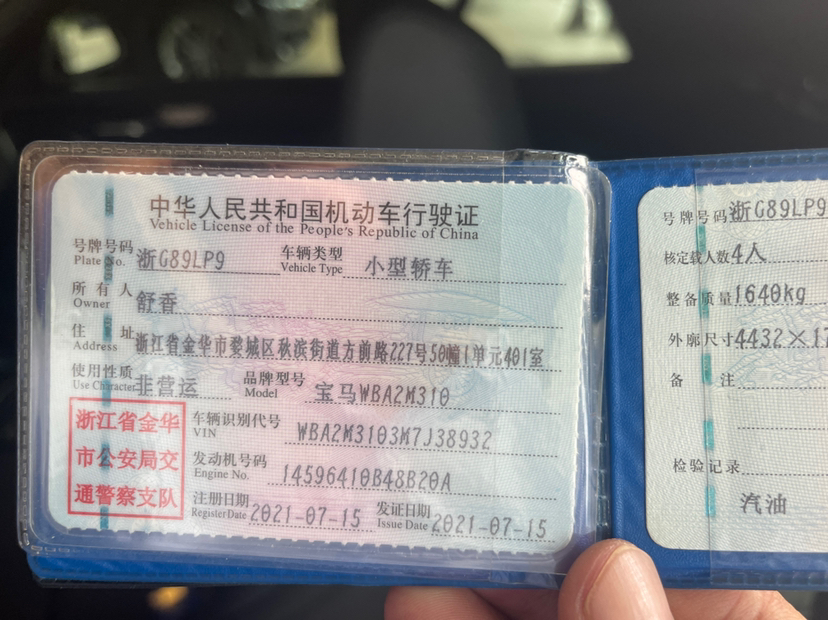 中华人民共和国机动车行驶证
Vehicle License of the People's Republic of China
号牌号码 浙G89LP9 车辆类型 小型轿车
Plate No. Vehicle Type
所有人 舒香
Owner
住址 浙江省金华市婺城区秋滨街道方前路227号50幢1单元401室
Address
使用性质 非营运 品牌型号 宝马WBA2M310
Use Character Model
浙江省金华
市公安局交
通警察支队
车辆识别代号 WBA2M3103M7J38932
VIN
发动机号码 14596410B48B20A
Engine No.
注册日期 2021-07-15 发证日期 2021-07-15
Register Date Issue Date
号牌号码 浙G89LP9
核定载人数 4人
整备质量 1640kg
外廓尺寸 4432×17
备注
检验记录
汽油